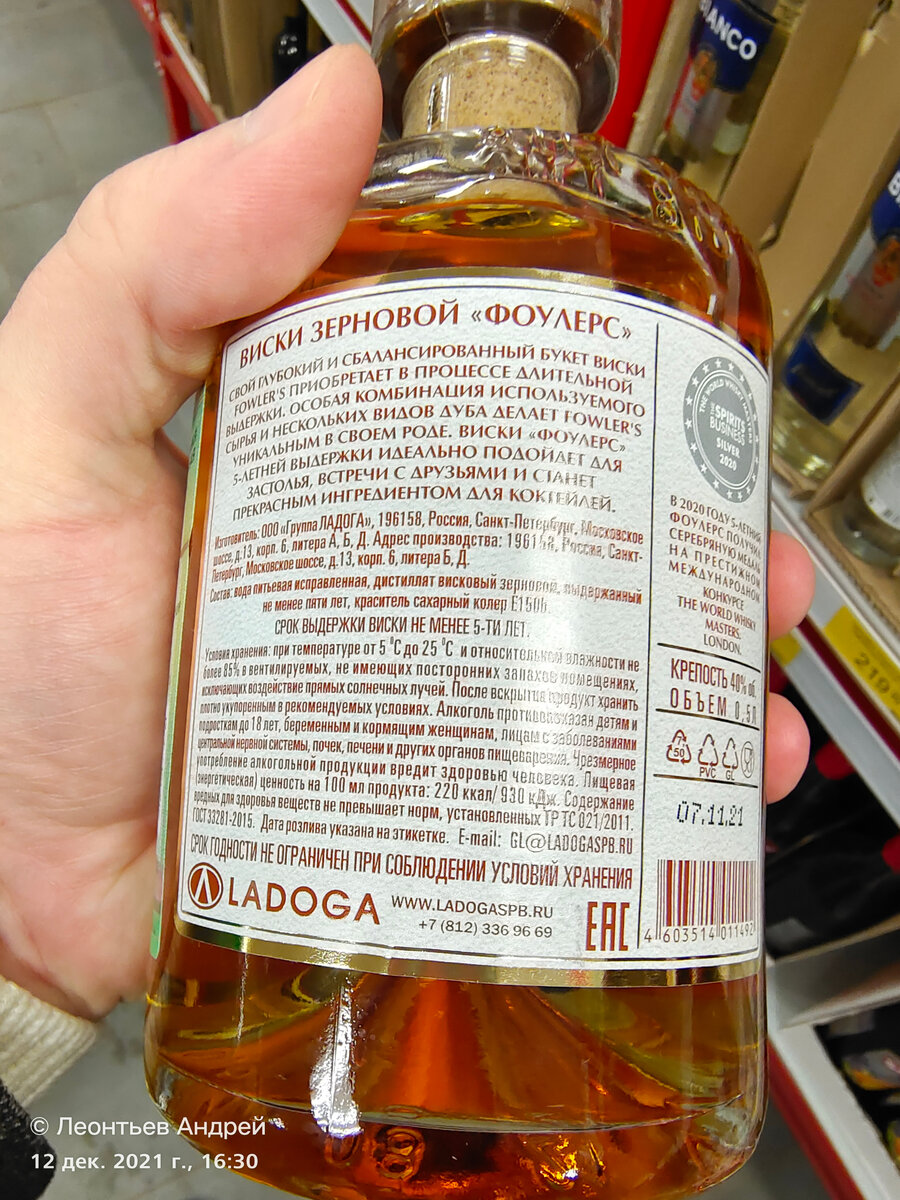 BIANCO
ВИСКИ ЗЕРНОВОЙ «ФОУЛЕРС»
СВОЙ ГЛУБОКИЙ И СБАЛАНСИРОВАННЫЙ БУКЕТ ВИСКИ
FOWLER'S ПРИОБРЕТАЕТ В ПРОЦЕССЕ ДЛИТЕЛЬНОЙ
ВЫДЕРЖКИ. ОСОБАЯ КОМБИНАЦИЯ ИСПОЛЬЗУЕМОГО
СЫРЬЯ И НЕСКОЛЬКИХ ВИДОВ ДУБА ДЕЛАЕТ FOWLER'S
УНИКАЛЬНЫМ В СВОЕМ РОДЕ. ВИСКИ «ФОУЛЕРС»
5-ЛЕТНЕЙ ВЫДЕРЖКИ ИДЕАЛЬНО ПОДОЙДЕТ ДЛЯ
ЗАСТОЛЬЯ, ВСТРЕЧИ С ДРУЗЬЯМИ И СТАНЕТ
ПРЕКРАСНЫМ ИНГРЕДИЕНТОМ ДЛЯ КОКТЕЙЛЕЙ.
Изготовитель: ООО «Группа ЛАДОГА», 196158, Россия, Санкт-Петербург, Московское
шоссе, д.13, корп. 6, литера А, Б, Д. Адрес производства: 196158, Россия, Санкт-
Петербург, Московское шоссе, д.13, корп. 6, литера Б, Д.
Состав: вода питьевая исправленная, дистиллят висковый зерновой, выдержанный
не менее пяти лет, краситель сахарный колер Е150b.
СРОК ВЫДЕРЖКИ ВИСКИ НЕ МЕНЕЕ 5-ТИ ЛЕТ.
Условия хранения: при температуре от 5 °С до 25 °С и относительной влажности не
более 85% в вентилируемых, не имеющих посторонних запахов помещениях,
исключающих воздействие прямых солнечных лучей. После вскрытия продукт хранить
плотно укупоренным в рекомендуемых условиях. Алкоголь противопоказан детям и
подросткам до 18 лет, беременным и кормящим женщинам, лицам с заболеваниями
центральной нервной системы, почек, печени и других органов пищеварения. Чрезмерное
употребление алкогольной продукции вредит здоровью человека. Пищевая
(энергетическая) ценность на 100 мл продукта: 220 ккал/ 930 кДж. Содержание
вредных для здоровья веществ не превышает норм, установленных ТР ТС 021/2011.
ГОСТ 33281-2015. Дата розлива указана на этикетке. E-mail: GL@LADOGASPB.RU
СРОК ГОДНОСТИ НЕ ОГРАНИЧЕН ПРИ СОБЛЮДЕНИИ УСЛОВИЙ ХРАНЕНИЯ
LADOGA
WWW.LADOGASPB.RU
+7 (812) 336 96 69
EAC
THE WORLD WHISKY MASTERS
THE SPIRITS
BUSINESS
SILVER
2020
В 2020 ГОДУ 5-ЛЕТНИЙ
ФОУЛЕРС ПОЛУЧИЛ
СЕРЕБРЯНУЮ МЕДАЛЬ
НА ПРЕСТИЖНОМ
МЕЖДУНАРОДНОМ
КОНКУРСЕ
THE WORLD WHISKY
MASTERS.
LONDON.
КРЕПОСТЬ 40% об.
ОБЪЕМ 0,5Л
50
PVC GL
07.11.21
4 603514 011492
219
© Леонтьев Андрей
12 дек. 2021 г., 16:30